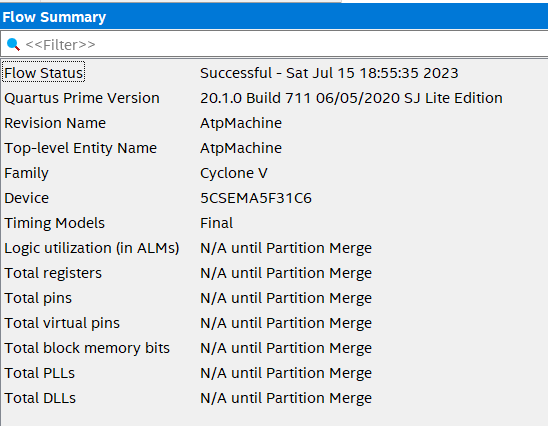 Flow Summary
<<Filter>>
Flow Status Successful - Sat Jul 15 18:55:35 2023
Quartus Prime Version 20.1.0 Build 711 06/05/2020 SJ Lite Edition
Revision Name AtpMachine
Top-level Entity Name AtpMachine
Family Cyclone V
Device 5CSEMA5F31C6
Timing Models Final
Logic utilization (in ALMs) N/A until Partition Merge
Total registers N/A until Partition Merge
Total pins N/A until Partition Merge
Total virtual pins N/A until Partition Merge
Total block memory bits N/A until Partition Merge
Total PLLs N/A until Partition Merge
Total DLLs N/A until Partition Merge